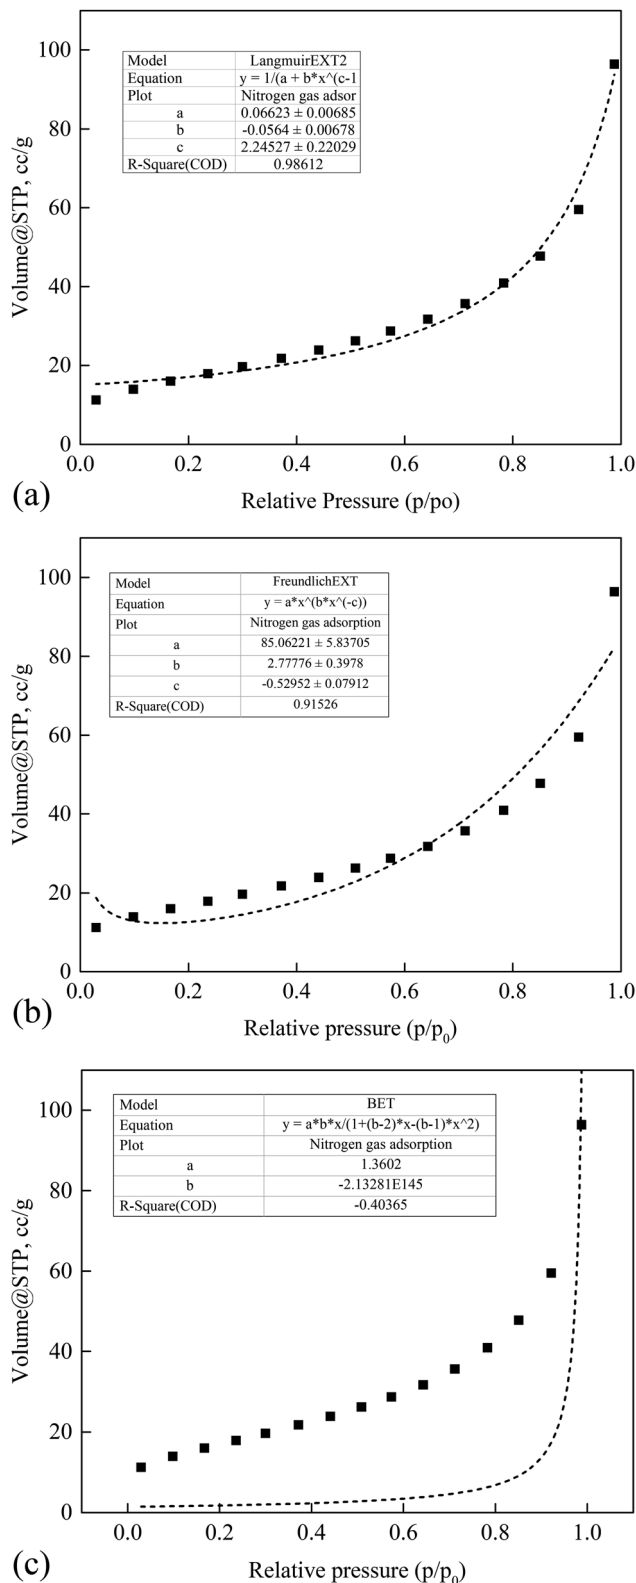 100
80
60
40
20
0
Volume@STP, cc/g
Model LangmuirEXT2
Equation y = 1/(a + b*x^(c-1
Plot Nitrogen gas adsor
a 0.06623 ± 0.00685
b -0.0564 ± 0.00678
c 2.24527 ± 0.22029
R-Square(COD) 0.98612
0.0 0.2 0.4 0.6 0.8 1.0
Relative Pressure (p/po)
(a)
100
80
60
40
20
0
Volume@STP, cc/g
Model FreundlichEXT
Equation y = a*x^(b*x^(-c))
Plot Nitrogen gas adsorption
a 85.06221 ± 5.83705
b 2.77776 ± 0.3978
c -0.52952 ± 0.07912
R-Square(COD) 0.91526
0.0 0.2 0.4 0.6 0.8 1.0
Relative pressure (p/p₀)
(b)
100
80
60
40
20
0
Volume@STP, cc/g
Model BET
Equation y = a*b*x/(1+(b-2)*x-(b-1)*x^2)
Plot Nitrogen gas adsorption
a 1.3602
b -2.13281E145
R-Square(COD) -0.40365
0.0 0.2 0.4 0.6 0.8 1.0
Relative pressure (p/p₀)
(c)